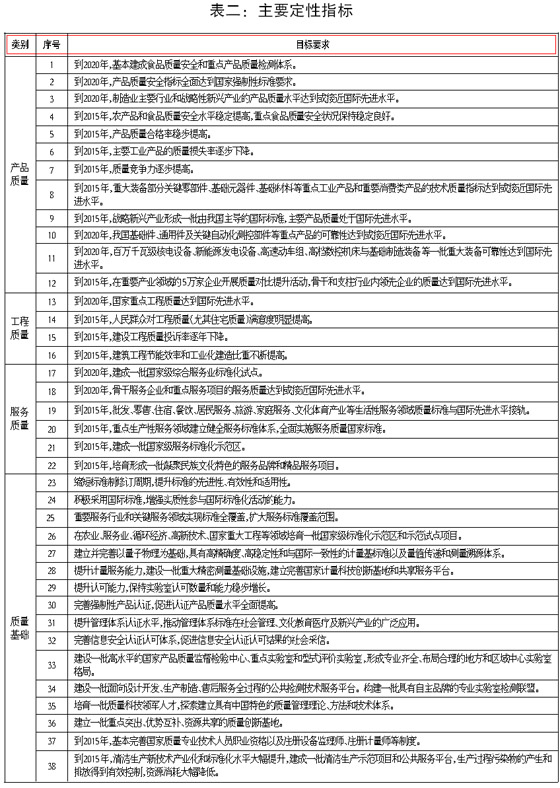 表二：主要定性指标
类别 序号 目标要求
产品质量
1 到2020年，基本建成食品质量安全和重点产品质量检测体系。
2 到2020年，产品质量安全指标全面达到国家强制性标准要求。
3 到2020年，制造业主要行业和战略性新兴产业的产品质量水平达到或接近国际先进水平。
4 到2015年，农产品和食品质量安全水平稳定提高，重点食品质量安全状况保持稳定良好。
5 到2015年，产品质量合格率稳步提高。
6 到2015年，主要工业产品的质量损失率逐步下降。
7 到2015年，质量竞争力逐步提高。
8 到2015年，重大装备部分关键零部件、基础元器件、基础材料等重点工业产品和重要消费类产品的技术质量指标达到或接近国际先
进水平。
9 到2015年，战略新兴产业形成一批由我国主导的国际标准，主要产品质量处于国际先进水平。
10 到2020年，我国基础件、通用件及关键自动化测控部件等重点产品的可靠性达到或接近国际先进水平。
11 到2020年，百万千瓦级核电设备、新能源发电设备、高速动车组、高档数控机床与基础制造装备等一批重大装备可靠性达到国际先
进水平。
12 到2015年，在重要产业领域的5万家企业开展质量对比提升活动，骨干和支柱行业内领先企业的质量达到国际先进水平。
工程质量
13 到2020年，国家重点工程质量达到国际先进水平。
14 到2015年，人民群众对工程质量（尤其住宅质量）满意度明显提高。
15 到2015年，建设工程质量投诉率逐年下降。
16 到2015年，建筑工程节能效率和工业化建造比重不断提高。
服务质量
17 到2020年，建成一批国家级综合服务业标准化试点。
18 到2020年，骨干服务企业和重点服务项目的服务质量达到或接近国际先进水平。
19 到2015年，批发、零售、住宿、餐饮、居民服务、旅游、家庭服务、文化体育产业等生活性服务领域质量标准与国际先进水平接轨。
20 到2015年，重点生产性服务领域建立健全服务标准体系，全面实施服务质量国家标准。
21 到2015年，建成一批国家级服务标准化示范区。
22 到2015年，培育形成一批凝聚民族文化特色的服务品牌和精品服务项目。
质量基础
23 缩短标准制修订周期，提升标准的先进性、有效性和适用性。
24 积极采用国际标准，增强实质性参与国际标准化活动的能力。
25 重要服务行业和关键服务领域实现标准全覆盖，扩大服务标准覆盖范围。
26 在农业、服务业、循环经济、高新技术、国家重大工程等领域培育一批国家级标准化示范区和示范试点项目。
27 建立并完善以量子物理为基础，具有高精确度、高稳定性和与国际一致性的计量基标准以及量值传递和测量溯源体系。
28 提升计量服务能力，建设一批重大精密测量基础设施，建立完善国家计量科技创新基地和共享服务平台。
29 提升认可能力，保持实验室认可数量和能力稳步增长。
30 完善强制性产品认证，促进认证产品质量水平全面提高。
31 提升管理体系认证水平，推动管理体系标准在社会管理、文化教育医疗及新兴产业的广泛应用。
32 完善信息安全认证认可体系，促进信息安全认证认可结果的社会采信。
33 建设一批高水平的国家产品质量监督检验中心、重点实验室和型式评价实验室，形成专业齐全、布局合理的地方和区域中心实验室
格局。
34 建设一批面向设计开发、生产制造、售后服务全过程的公共检测技术服务平台。构建一批具有自主品牌的专业实验室检测联盟。
35 培育一批质量科技领军人才，探索建立具有中国特色的质量管理理论、方法和技术体系。
36 建立一批重点突出、优势互补、资源共享的质量创新基地。
37 到2015年，基本完善国家质量专业技术人员职业资格以及注册设备监理师、注册计量师等制度。
38 到2015年，清洁生产新技术产业化和标准化水平大幅提升，建成一批清洁生产示范项目和公共服务平台，生产过程污染物的产生和
排放得到有效控制，资源消耗大幅降低。